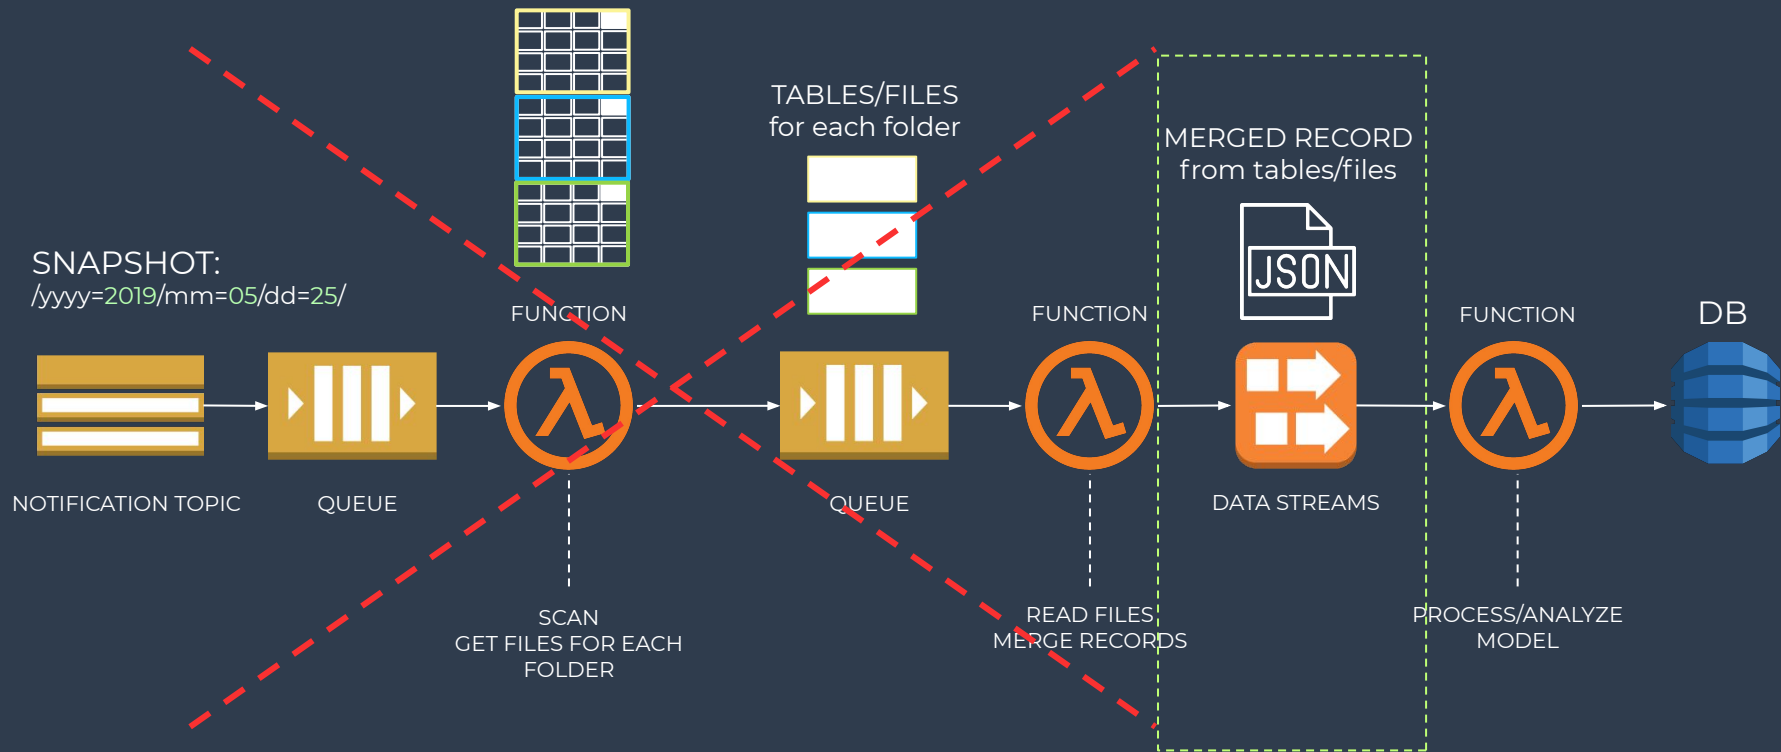 TABLES/FILES
for each folder
MERGED RECORD
from tables/files
SNAPSHOT:
/yyyy=2019/mm=05/dd=25/
JSON
FUNCTION
FUNCTION
FUNCTION
DB
NOTIFICATION TOPIC
QUEUE
QUEUE
DATA STREAMS
SCAN
GET FILES FOR EACH
FOLDER
READ FILES
MERGE RECORDS
PROCESS/ANALYZE
MODEL